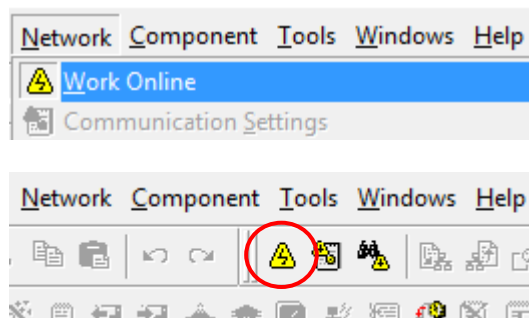 Network Component Tools Windows Help
Work Online
Communication Settings
Network Component Tools Windows Help